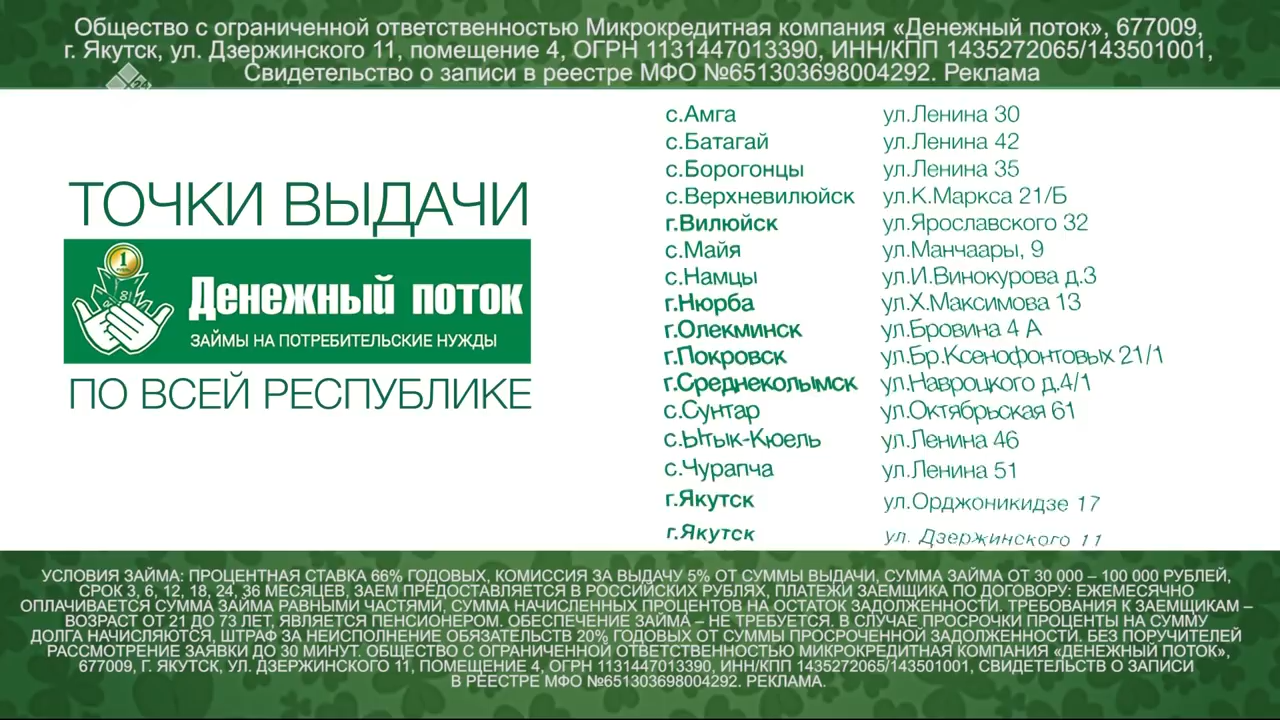 Общество с ограниченной ответственностью Микрокредитная компания «Денежный поток», 677009,
г. Якутск, ул. Дзержинского 11, помещение 4, ОГРН 1131447013390, ИНН/КПП 1435272065/143501001,
Свидетельство о записи в реестре МФО №651303698004292. Реклама
24
ТОЧКИ ВЫДАЧИ
1
Денежный поток
ЗАЙМЫ НА ПОТРЕБИТЕЛЬСКИЕ НУЖДЫ
ПО ВСЕЙ РЕСПУБЛИКЕ
с.Амга ул.Ленина 30
с.Батагай ул.Ленина 42
с.Борогонцы ул.Ленина 35
с.Верхневилюйск ул.К.Маркса 21/Б
г.Вилюйск ул.Ярославского 32
с.Майя ул.Манчаары, 9
с.Намцы ул.И.Винокурова д.3
г.Нюрба ул.Х.Максимова 13
г.Олекминск ул.Бровина 4 А
г.Покровск ул.Бр.Ксенофонтовых 21/1
г.Среднеколымск ул.Навроцкого д.4/1
с.Сунтар ул.Октябрьская 61
с.Ытык-Кюель ул.Ленина 46
с.Чурапча ул.Ленина 51
г.Якутск ул.Орджоникидзе 17
г.Якутск ул. Дзержинского 11
УСЛОВИЯ ЗАЙМА: ПРОЦЕНТНАЯ СТАВКА 66% ГОДОВЫХ, КОМИССИЯ ЗА ВЫДАЧУ 5% ОТ СУММЫ ВЫДАЧИ, СУММА ЗАЙМА ОТ 30 000 – 100 000 РУБЛЕЙ,
СРОК 3, 6, 12, 18, 24, 36 МЕСЯЦЕВ, ЗАЕМ ПРЕДОСТАВЛЯЕТСЯ В РОССИЙСКИХ РУБЛЯХ, ПЛАТЕЖИ ЗАЕМЩИКА ПО ДОГОВОРУ: ЕЖЕМЕСЯЧНО
ОПЛАЧИВАЕТСЯ СУММА ЗАЙМА РАВНЫМИ ЧАСТЯМИ, СУММА НАЧИСЛЕННЫХ ПРОЦЕНТОВ НА ОСТАТОК ЗАДОЛЖЕННОСТИ. ТРЕБОВАНИЯ К ЗАЕМЩИКАМ –
ВОЗРАСТ ОТ 21 ДО 73 ЛЕТ, ЯВЛЯЕТСЯ ПЕНСИОНЕРОМ. ОБЕСПЕЧЕНИЕ ЗАЙМА – НЕ ТРЕБУЕТСЯ. В СЛУЧАЕ ПРОСРОЧКИ ПРОЦЕНТЫ НА СУММУ
ДОЛГА НАЧИСЛЯЮТСЯ, ШТРАФ ЗА НЕИСПОЛНЕНИЕ ОБЯЗАТЕЛЬСТВ 20% ГОДОВЫХ ОТ СУММЫ ПРОСРОЧЕННОЙ ЗАДОЛЖЕННОСТИ. БЕЗ ПОРУЧИТЕЛЕЙ
РАССМОТРЕНИЕ ЗАЯВКИ ДО 30 МИНУТ. ОБЩЕСТВО С ОГРАНИЧЕННОЙ ОТВЕТСТВЕННОСТЬЮ МИКРОКРЕДИТНАЯ КОМПАНИЯ «ДЕНЕЖНЫЙ ПОТОК»,
677009, Г. ЯКУТСК, УЛ. ДЗЕРЖИНСКОГО 11, ПОМЕЩЕНИЕ 4, ОГРН 1131447013390, ИНН/КПП 1435272065/143501001, СВИДЕТЕЛЬСТВ О ЗАПИСИ
В РЕЕСТРЕ МФО №651303698004292. РЕКЛАМА.